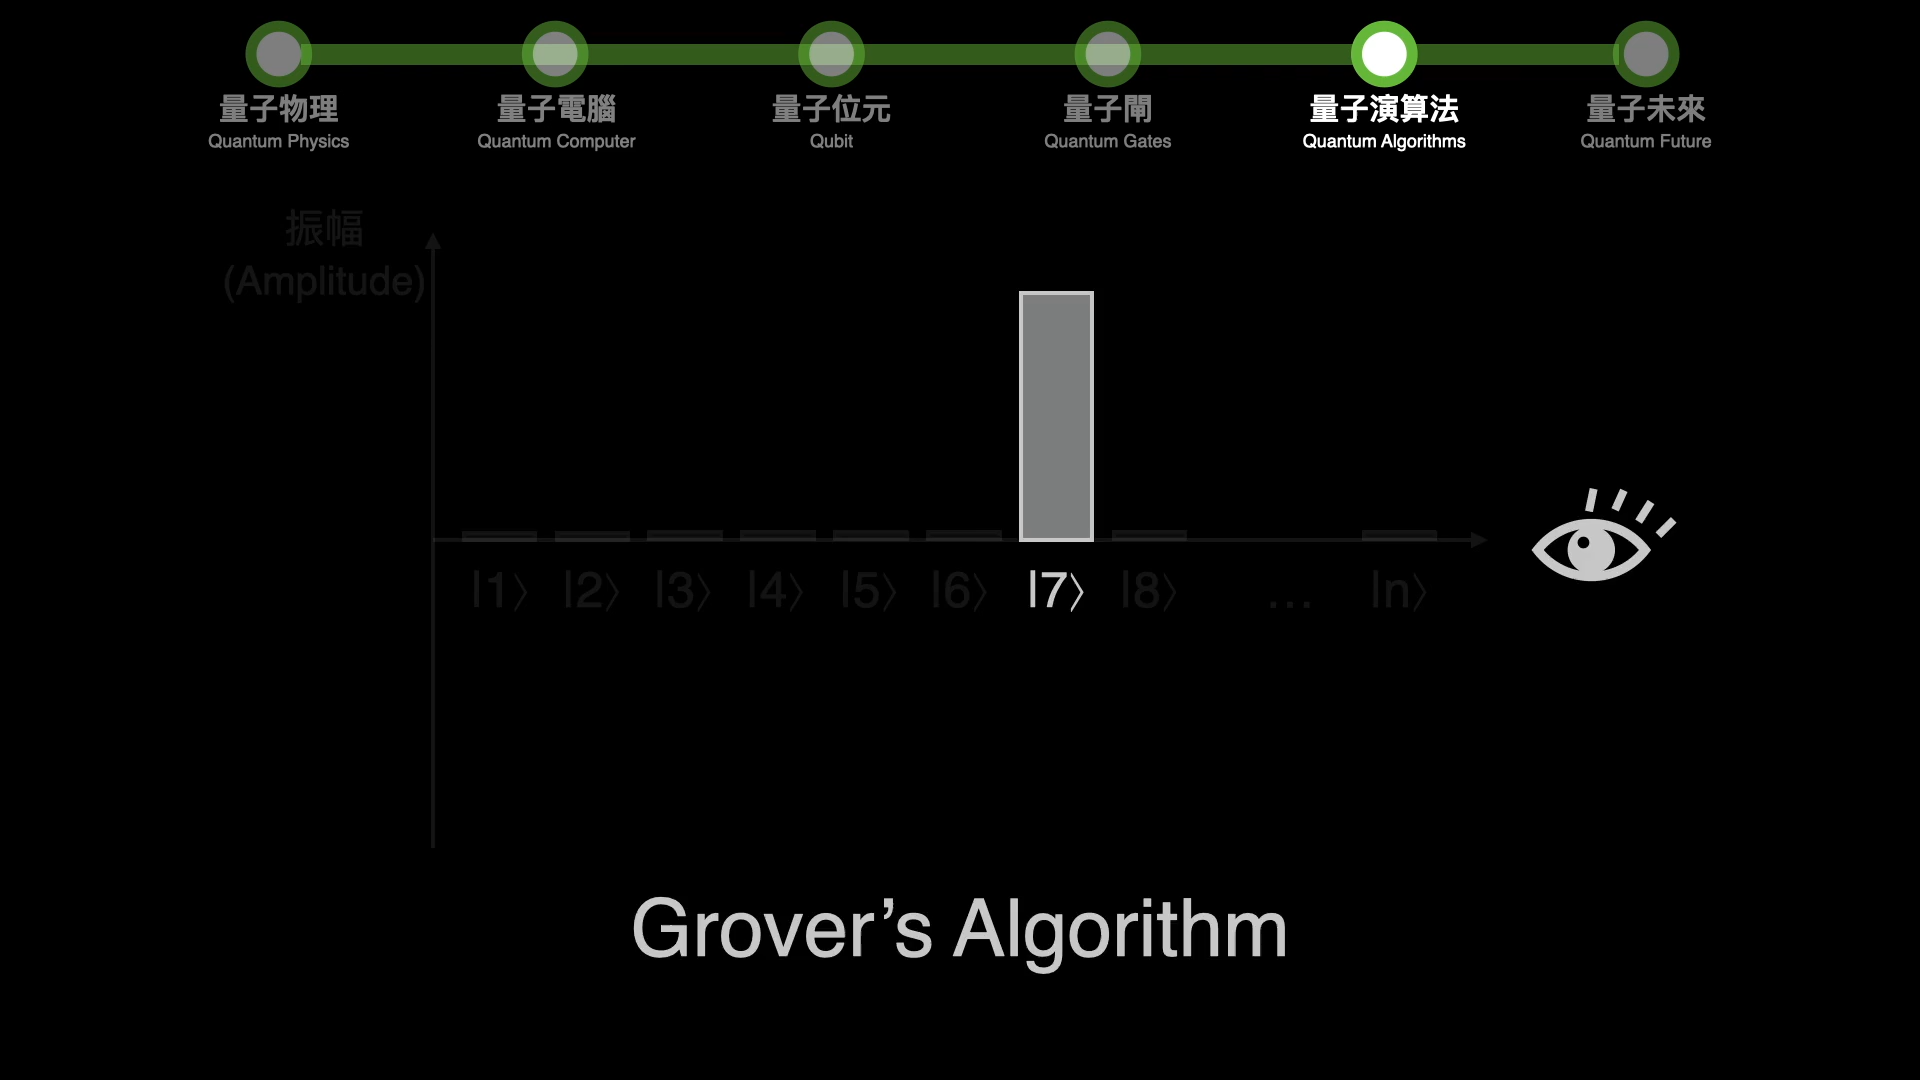 量子物理
Quantum Physics
量子電腦
Quantum Computer
量子位元
Qubit
量子閘
Quantum Gates
量子演算法
Quantum Algorithms
量子未來
Quantum Future
振幅
(Amplitude)
|1〉 |2〉 |3〉 |4〉 |5〉 |6〉 |7〉 |8〉 … |n〉
Grover’s Algorithm